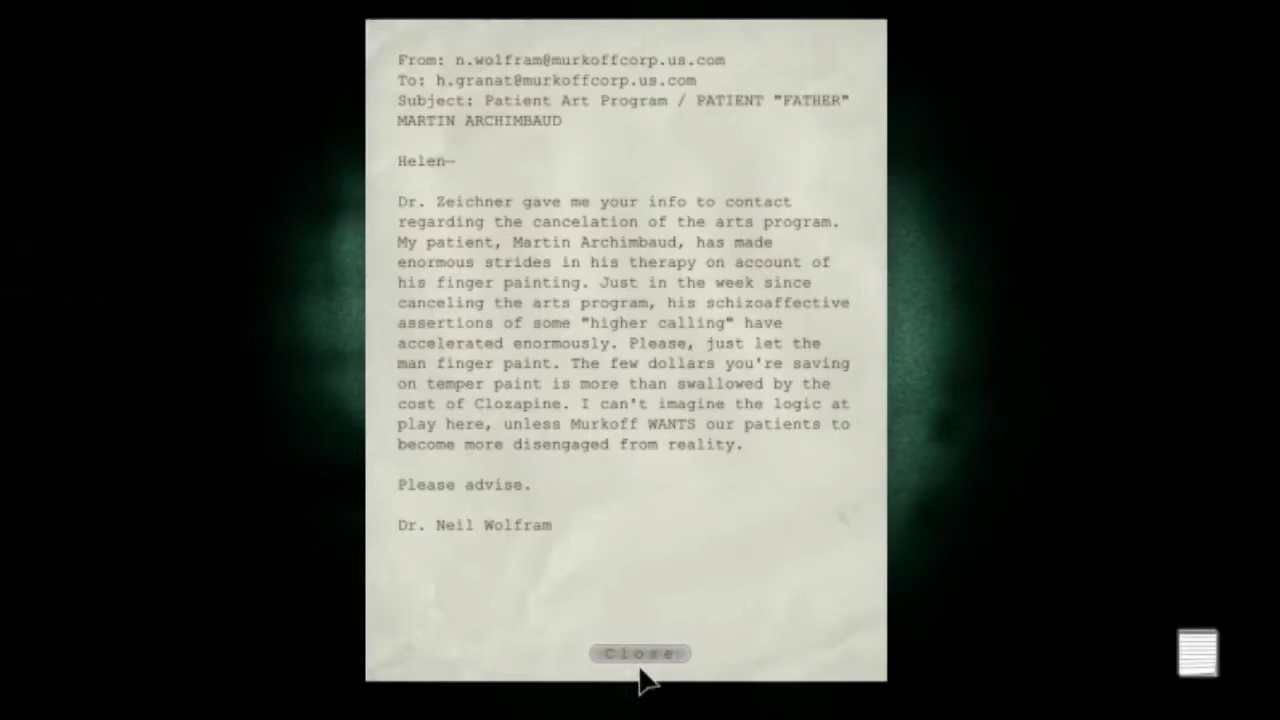 From: n.wolfram@murkoffcorp.us.com
To: h.granat@murkoffcorp.us.com
Subject: Patient Art Program / PATIENT "FATHER"
MARTIN ARCHIMBAUD
Helen—
Dr. Zeichner gave me your info to contact
regarding the cancelation of the arts program.
My patient, Martin Archimbaud, has made
enormous strides in his therapy on account of
his finger painting. Just in the week since
canceling the arts program, his schizoaffective
assertions of some "higher calling" have
accelerated enormously. Please, just let the
man finger paint. The few dollars you're saving
on temper paint is more than swallowed by the
cost of Clozapine. I can't imagine the logic at
play here, unless Murkoff WANTS our patients to
become more disengaged from reality.
Please advise.
Dr. Neil Wolfram
Close